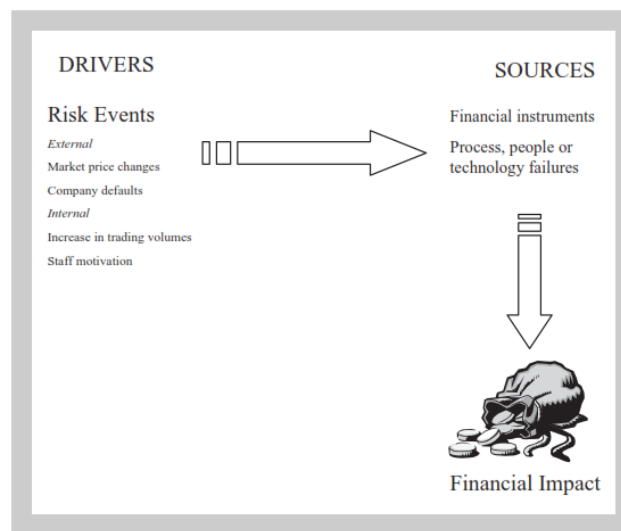 DRIVERS
Risk Events
External
Market price changes
Company defaults
Internal
Increase in trading volumes
Staff motivation
SOURCES
Financial instruments
Process, people or
technology failures
Financial Impact